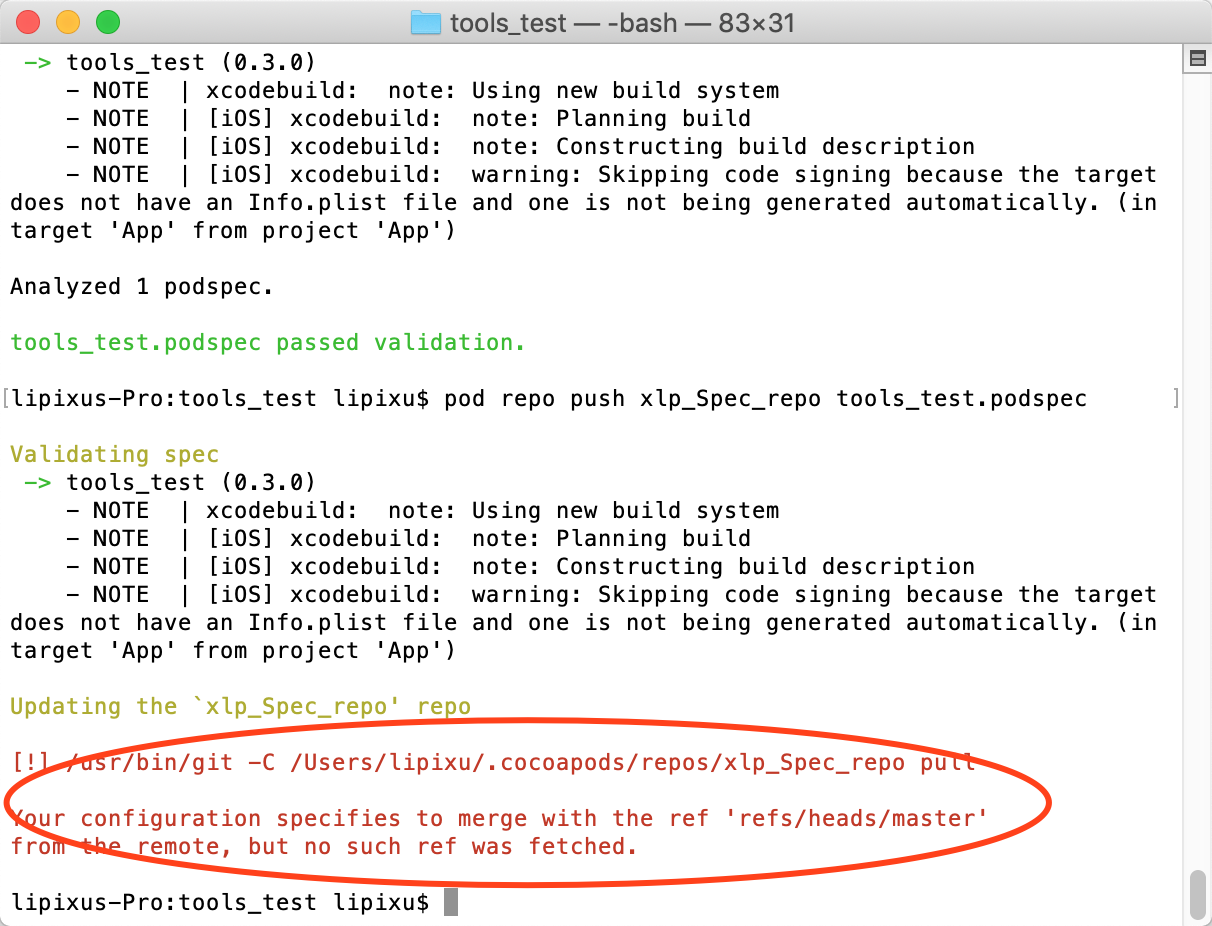 tools_test — -bash — 83×31
-> tools_test (0.3.0)
- NOTE | xcodebuild: note: Using new build system
- NOTE | [iOS] xcodebuild: note: Planning build
- NOTE | [iOS] xcodebuild: note: Constructing build description
- NOTE | [iOS] xcodebuild: warning: Skipping code signing because the target
does not have an Info.plist file and one is not being generated automatically. (in
target 'App' from project 'App')
Analyzed 1 podspec.
tools_test.podspec passed validation.
[lipixus-Pro:tools_test lipixu$ pod repo push xlp_Spec_repo tools_test.podspec ]
Validating spec
-> tools_test (0.3.0)
- NOTE | xcodebuild: note: Using new build system
- NOTE | [iOS] xcodebuild: note: Planning build
- NOTE | [iOS] xcodebuild: note: Constructing build description
- NOTE | [iOS] xcodebuild: warning: Skipping code signing because the target
does not have an Info.plist file and one is not being generated automatically. (in
target 'App' from project 'App')
Updating the `xlp_Spec_repo' repo
[!] /usr/bin/git -C /Users/lipixu/.cocoapods/repos/xlp_Spec_repo pull
Your configuration specifies to merge with the ref 'refs/heads/master'
from the remote, but no such ref was fetched.
lipixus-Pro:tools_test lipixu$